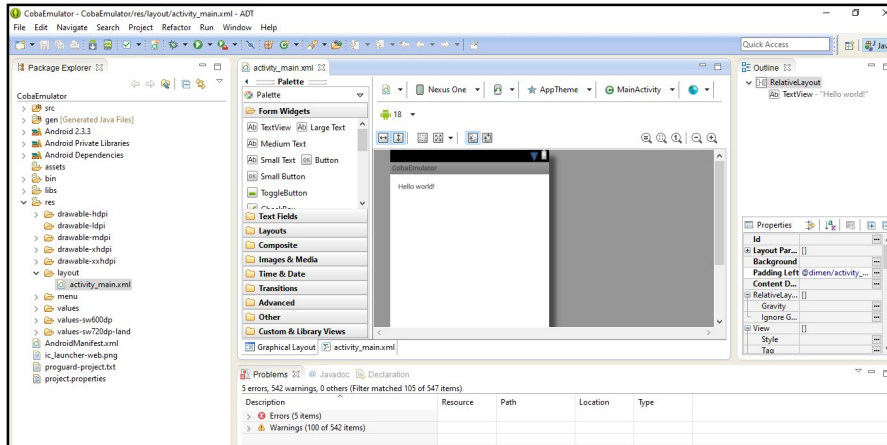 CobaEmulator - CobaEmulator/res/layout/activity_main.xml - ADT
File Edit Navigate Search Project Refactor Run Window Help
Quick Access
Jav
Package Explorer
CobaEmulator
src
gen [Generated Java Files]
Android 2.3.3
Android Private Libraries
Android Dependencies
assets
bin
libs
res
drawable-hdpi
drawable-ldpi
drawable-mdpi
drawable-xhdpi
drawable-xxhdpi
layout
activity_main.xml
menu
values
values-sw600dp
values-sw720dp-land
AndroidManifest.xml
ic_launcher-web.png
proguard-project.txt
project.properties
activity_main.xml
Palette
Palette
Form Widgets
Ab TextView Ab Large Text
Ab Medium Text
Ab Small Text OK Button
OK Small Button
ToggleButton
CheckBox
Text Fields
Layouts
Composite
Images & Media
Time & Date
Transitions
Advanced
Other
Custom & Library Views
Nexus One AppTheme MainActivity
18
CobaEmulator
Hello world!
Graphical Layout activity_main.xml
Outline
RelativeLayout
Ab TextView - "Hello world!"
Properties
Id
Layout Par... []
Background
Padding Left @dimen/activity_...
Content D...
RelativeLay... []
Gravity
Ignore G...
View []
Style
Tag
Problems @ Javadoc Declaration
5 errors, 542 warnings, 0 others (Filter matched 105 of 547 items)
Description Resource Path Location Type
Errors (5 items)
Warnings (100 of 542 items)